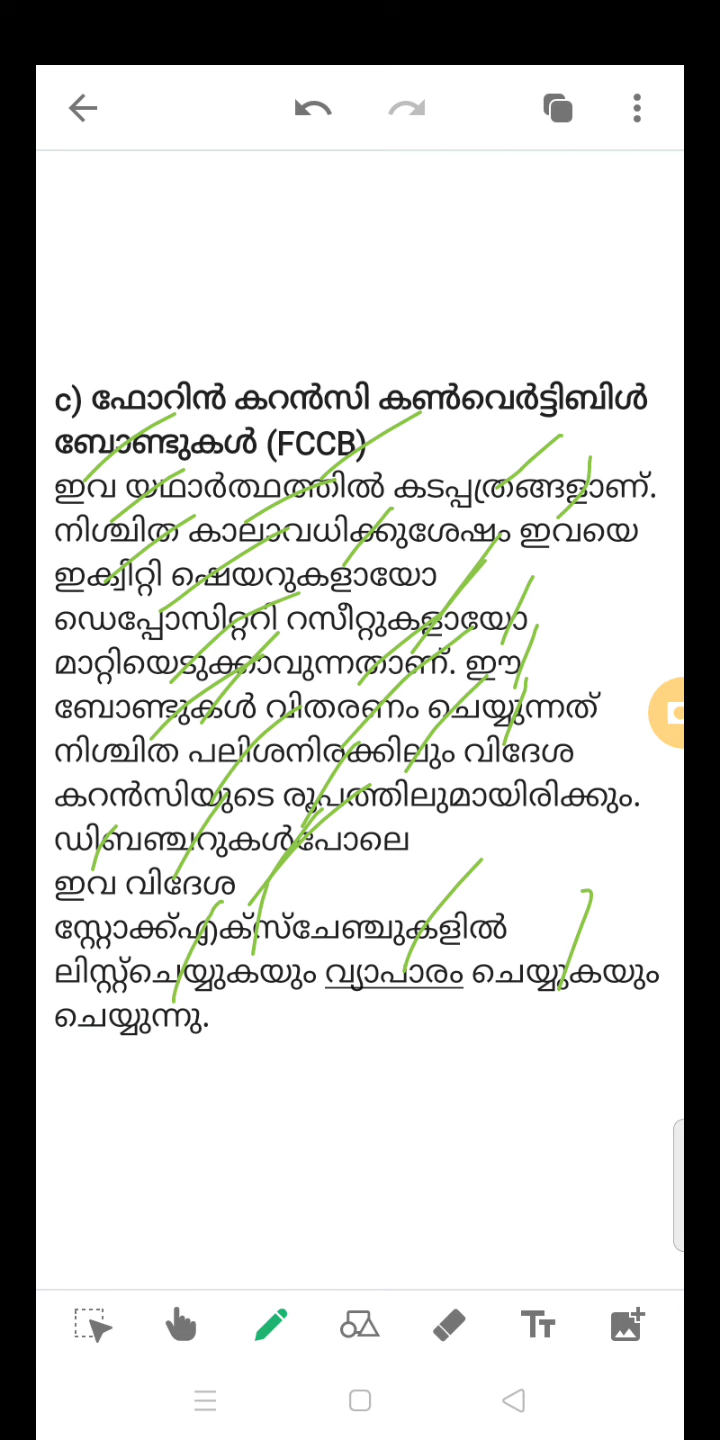 c) ഫോറിൻ കറൻസി കൺവെർട്ടിബിൾ
ബോണ്ടുകൾ (FCCB)
ഇവ യഥാർത്ഥത്തിൽ കടപ്പത്രങ്ങളാണ്.
നിശ്ചിത കാലാവധിക്കുശേഷം ഇവയെ
ഇക്വിറ്റി ഷെയറുകളായോ
ഡെപ്പോസിറ്ററി റസീറ്റുകളായോ
മാറ്റിയെടുക്കാവുന്നതാണ്. ഈ
ബോണ്ടുകൾ വിതരണം ചെയ്യുന്നത്
നിശ്ചിത പലിശനിരക്കിലും വിദേശ
കറൻസിയുടെ രൂപത്തിലുമായിരിക്കും.
ഡിബഞ്ചറുകൾപോലെ
ഇവ വിദേശ
സ്റ്റോക്ക്എക്സ്ചേഞ്ചുകളിൽ
ലിസ്റ്റ്ചെയ്യുകയും വ്യാപാരം ചെയ്യുകയും
ചെയ്യുന്നു.
Tт